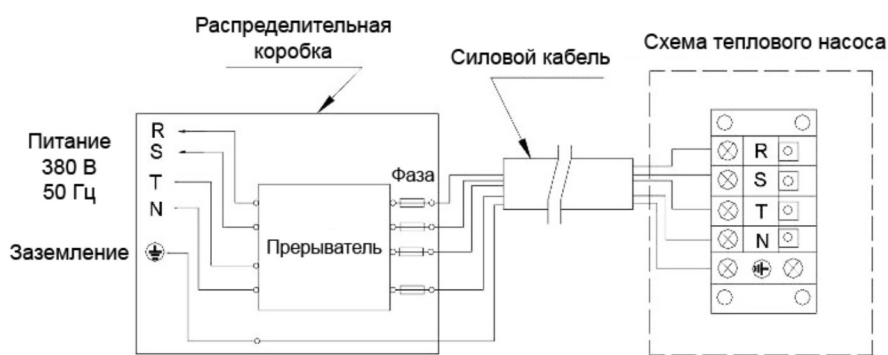 Распределительная
коробка
Силовой кабель
Схема теплового насоса
Питание
380 В
50 Гц
R
S
T
N
Фаза
Прерыватель
Заземление
R
S
T
N